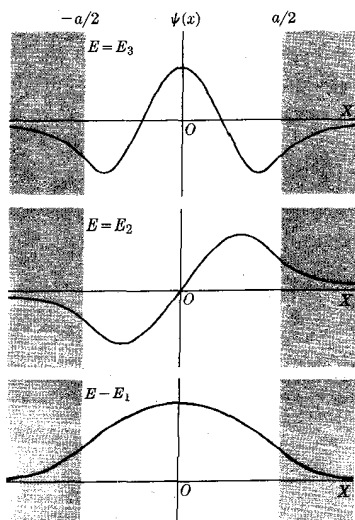 -a/2 ψ(x) a/2
E=E₃
X
O
E=E₂
O
X
E-E₁
O
X